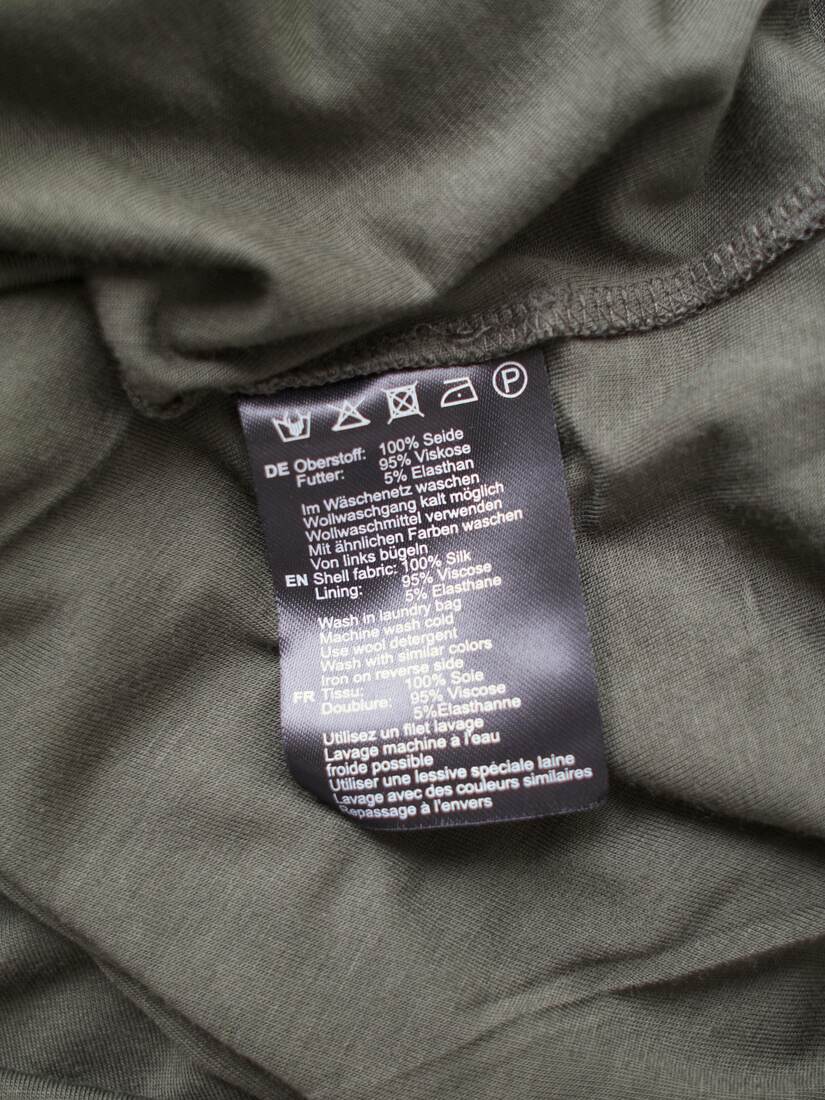 P
DE Oberstoff: 100% Seide
Futter: 95% Viskose
5% Elasthan
Im Wäschenetz waschen
Wollwaschgang kalt möglich
Wollwaschmittel verwenden
Mit ähnlichen Farben waschen
Von links bügeln
EN Shell fabric: 100% Silk
Lining: 95% Viscose
5% Elasthane
Wash in laundry bag
Machine wash cold
Use wool detergent
Wash with similar colors
Iron on reverse side
FR Tissu: 100% Soie
Doublure: 95% Viscose
5%Elasthanne
Utilisez un filet lavage
Lavage machine à l'eau
froide possible
Utiliser une lessive spéciale laine
Lavage avec des couleurs similaires
Repassage à l'envers